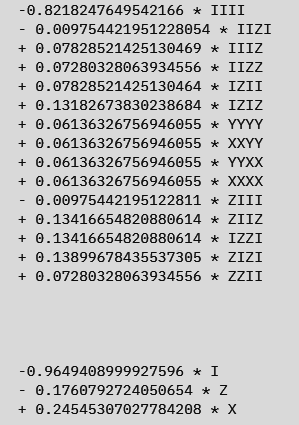 -0.8218247649542166 * IIII
- 0.009754421951228054 * IIZI
+ 0.07828521425130469 * IIIZ
+ 0.07280328063934556 * IIZZ
+ 0.07828521425130464 * IZII
+ 0.13182673830238684 * IZIZ
+ 0.06136326756946055 * YYYY
+ 0.06136326756946055 * XXYY
+ 0.06136326756946055 * YYXX
+ 0.06136326756946055 * XXXX
- 0.00975442195122811 * ZIII
+ 0.13416654820880614 * ZIIZ
+ 0.13416654820880614 * IZZI
+ 0.13899678435537305 * ZIZI
+ 0.07280328063934556 * ZZII
-0.9649408999927596 * I
- 0.1760792724050654 * Z
+ 0.24545307027784208 * X